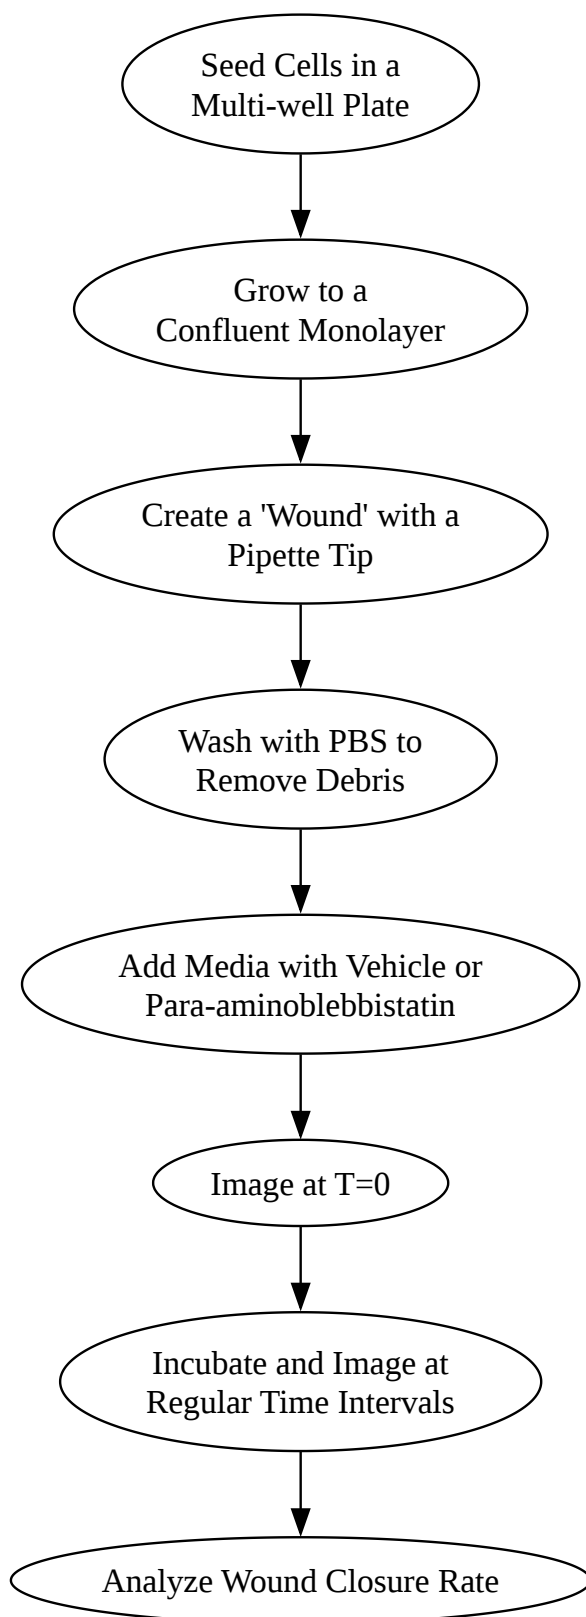 Seed Cells in a
Multi-well Plate
Grow to a
Confluent Monolayer
Create a 'Wound' with a
Pipette Tip
Wash with PBS to
Remove Debris
Add Media with Vehicle or
Para-aminoblebbistatin
Image at T=0
Incubate and Image at
Regular Time Intervals
Analyze Wound Closure Rate